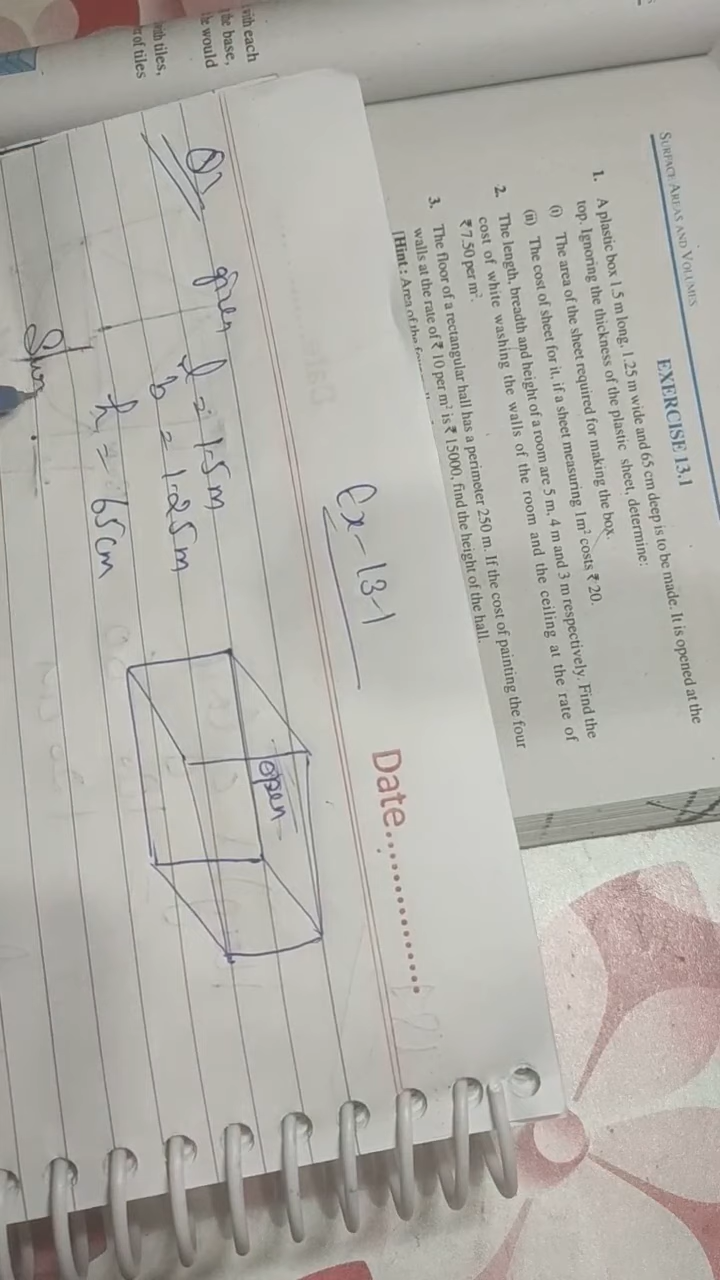 with each
the base,
he would
with tiles,
er of tiles
SURFACE AREAS AND VOLUMES
EXERCISE 13.1
1. A plastic box 1.5 m long, 1.25 m wide and 65 cm deep is to be made. It is opened at the
top. Ignoring the thickness of the plastic sheet, determine:
(i) The area of the sheet required for making the box.
(ii) The cost of sheet for it, if a sheet measuring 1m² costs ₹ 20.
2. The length, breadth and height of a room are 5 m, 4 m and 3 m respectively. Find the
cost of white washing the walls of the room and the ceiling at the rate of
₹ 7.50 per m².
3. The floor of a rectangular hall has a perimeter 250 m. If the cost of painting the four
walls at the rate of ₹ 10 per m² is ₹ 15000, find the height of the hall.
[Hint : Area of the four
Date
Ex-13-1
Q1 given l = 1.5m
b = 1.25m
h = 65cm
open